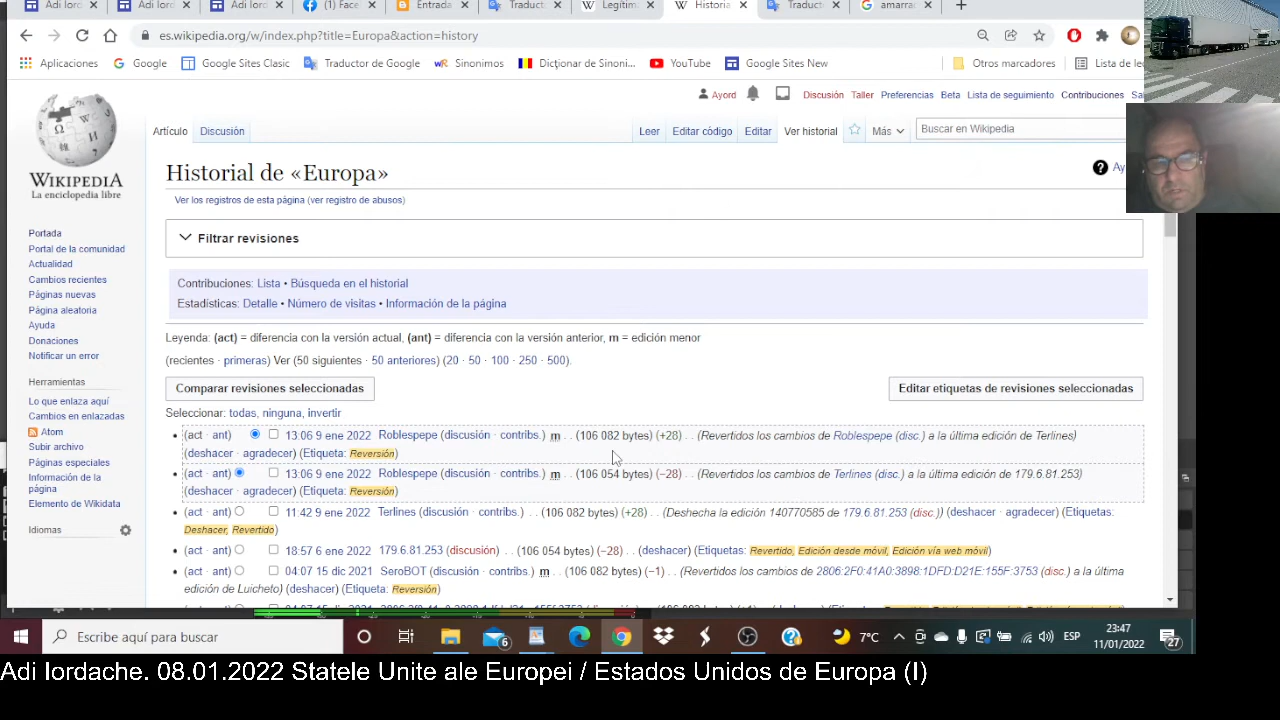 Adi Iord
Adi Iord
Adi Iord
(1) Face
Entrada
Traduct
Legitim
Historia
Traduct
amarrar
es.wikipedia.org/w/index.php?title=Europa&action=history
Aplicaciones
Google
Google Sites Clasic
Traductor de Google
Sinonimos
Dicționar de Sinoni...
YouTube
Google Sites New
Otros marcadores
Lista de le
Ayord
Discusión
Taller
Preferencias
Beta
Lista de seguimiento
Contribuciones
Sa
WIKIPEDIA
La enciclopedia libre
Artículo
Discusión
Leer
Editar código
Editar
Ver historial
Más
Buscar en Wikipedia
Historial de «Europa»
Ay
Ver los registros de esta página (ver registro de abusos)
Filtrar revisiones
Contribuciones: Lista • Búsqueda en el historial
Estadísticas: Detalle • Número de visitas • Información de la página
Leyenda: (act) = diferencia con la versión actual, (ant) = diferencia con la versión anterior, m = edición menor
(recientes · primeras) Ver (50 siguientes · 50 anteriores) (20 · 50 · 100 · 250 · 500).
Comparar revisiones seleccionadas
Editar etiquetas de revisiones seleccionadas
Seleccionar: todas, ninguna, invertir
(act · ant) 13:06 9 ene 2022 Roblespepe (discusión · contribs.) m . . (106 082 bytes) (+28) . . (Revertidos los cambios de Roblespepe (disc.) a la última edición de Terlines)
(deshacer · agradecer) (Etiqueta: Reversión)
(act · ant) 13:06 9 ene 2022 Roblespepe (discusión · contribs.) m . . (106 054 bytes) (−28) . . (Revertidos los cambios de Terlines (disc.) a la última edición de 179.6.81.253)
(deshacer · agradecer) (Etiqueta: Reversión)
(act · ant) 11:42 9 ene 2022 Terlines (discusión · contribs.) . . (106 082 bytes) (+28) . . (Deshecha la edición 140770585 de 179.6.81.253 (disc.)) (deshacer · agradecer) (Etiquetas:
Deshacer, Revertido)
(act · ant) 18:57 6 ene 2022 179.6.81.253 (discusión) . . (106 054 bytes) (−28) . . (deshacer) (Etiquetas: Revertido, Edición desde móvil, Edición vía web móvil)
(act · ant) 04:07 15 dic 2021 SeroBOT (discusión · contribs.) m . . (106 082 bytes) (−1) . . (Revertidos los cambios de 2806:2F0:41A0:3898:1DFD:D21E:155F:3753 (disc.) a la última
edición de Luicheto) (deshacer) (Etiqueta: Reversión)
Portada
Portal de la comunidad
Actualidad
Cambios recientes
Páginas nuevas
Página aleatoria
Ayuda
Donaciones
Notificar un error
Herramientas
Lo que enlaza aquí
Cambios en enlazadas
Atom
Subir archivo
Páginas especiales
Información de la
página
Elemento de Wikidata
Idiomas
Escribe aquí para buscar
6
7°C
ESP
23:47
11/01/2022
27
Adi Iordache. 08.01.2022 Statele Unite ale Europei / Estados Unidos de Europa (I)